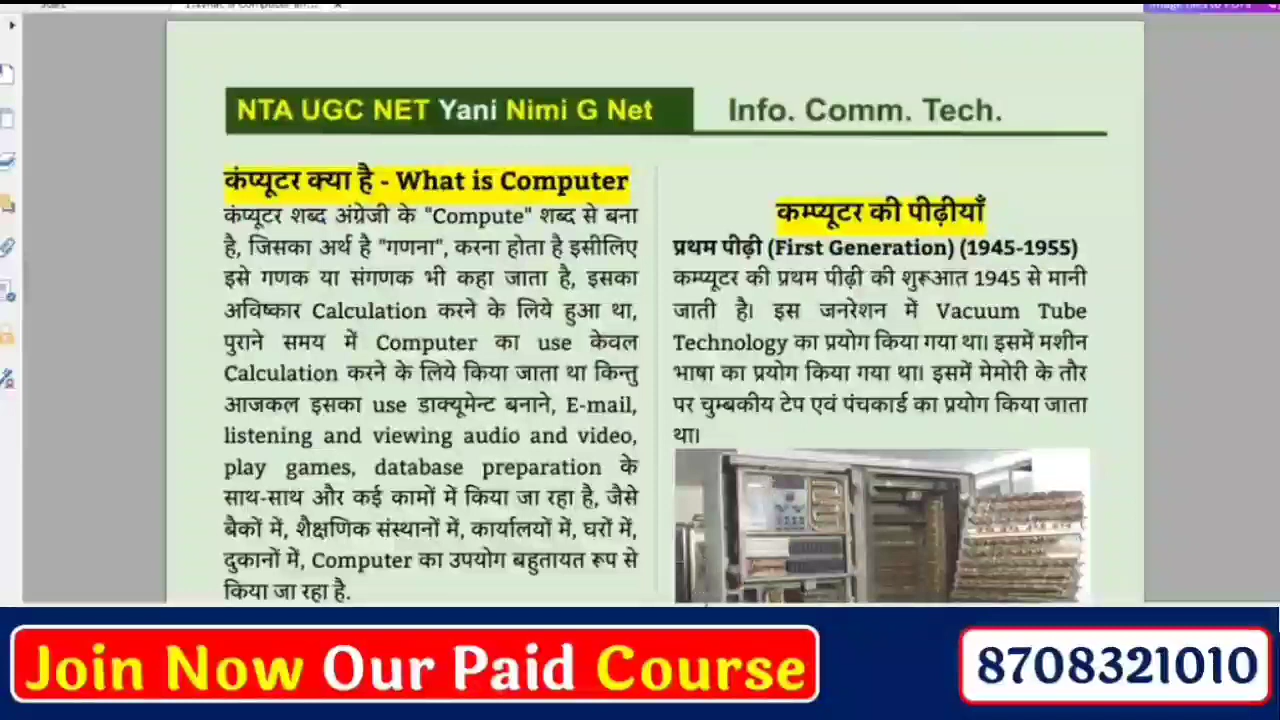 NTA UGC NET Yani Nimi G Net
Info. Comm. Tech.
कंप्यूटर क्या है - What is Computer
कंप्यूटर शब्द अंग्रेजी के "Compute" शब्द से बना
है, जिसका अर्थ है "गणना", करना होता है इसीलिए
इसे गणक या संगणक भी कहा जाता है, इसका
अविष्कार Calculation करने के लिये हुआ था,
पुराने समय में Computer का use केवल
Calculation करने के लिये किया जाता था किन्तु
आजकल इसका use डाक्यूमेन्ट बनाने, E-mail,
listening and viewing audio and video,
play games, database preparation के
साथ-साथ और कई कामों में किया जा रहा है, जैसे
बैकों में, शैक्षणिक संस्थानों में, कार्यालयों में, घरों में,
दुकानों में, Computer का उपयोग बहुतायत रूप से
किया जा रहा है.
कम्प्यूटर की पीढ़ीयाँ
प्रथम पीढ़ी (First Generation) (1945-1955)
कम्प्यूटर की प्रथम पीढ़ी की शुरूआत 1945 से मानी
जाती है। इस जनरेशन में Vacuum Tube
Technology का प्रयोग किया गया था। इसमें मशीन
भाषा का प्रयोग किया गया था। इसमें मेमोरी के तौर
पर चुम्बकीय टेप एवं पंचकार्ड का प्रयोग किया जाता
था।
Join Now Our Paid Course
8708321010